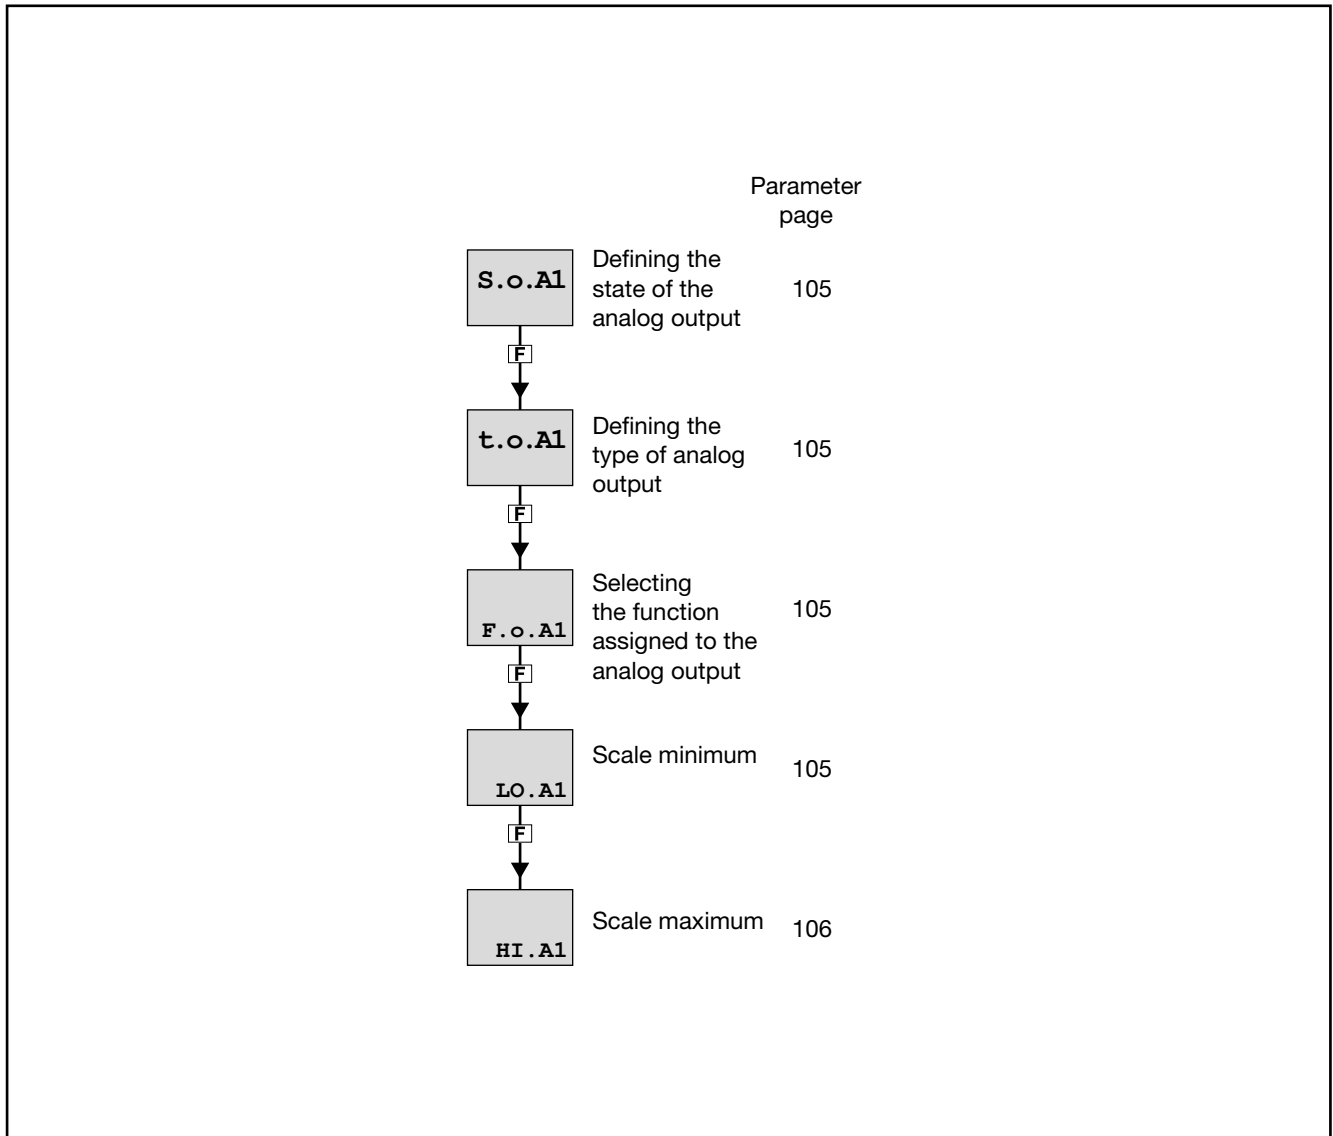 Parameter
page
S.o.A1
Defining the
state of the
analog output
105
F
t.o.A1
Defining the
type of analog
output
105
F
F.o.A1
Selecting
the function
assigned to the
analog output
105
F
LO.A1
Scale minimum
105
F
HI.A1
Scale maximum
106